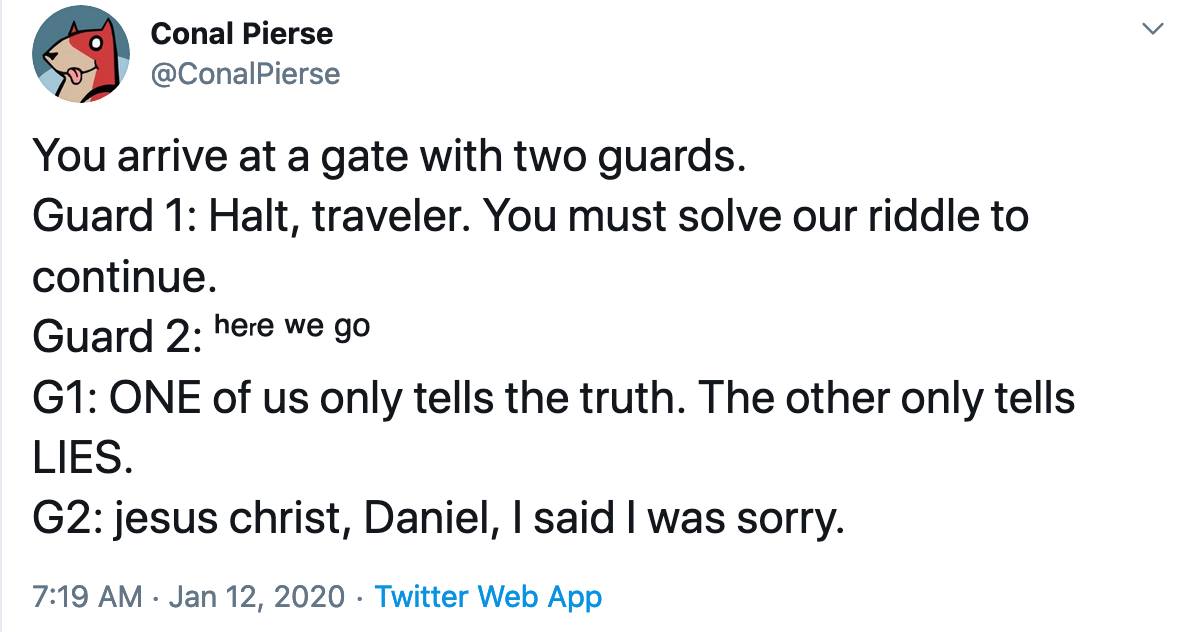 Conal Pierse
@ConalPierse
You arrive at a gate with two guards.
Guard 1: Halt, traveler. You must solve our riddle to
continue.
Guard 2: ʰᵉʳᵉ ʷᵉ ᵍᵒ
G1: ONE of us only tells the truth. The other only tells
LIES.
G2: jesus christ, Daniel, I said I was sorry.
7:19 AM · Jan 12, 2020 · Twitter Web App